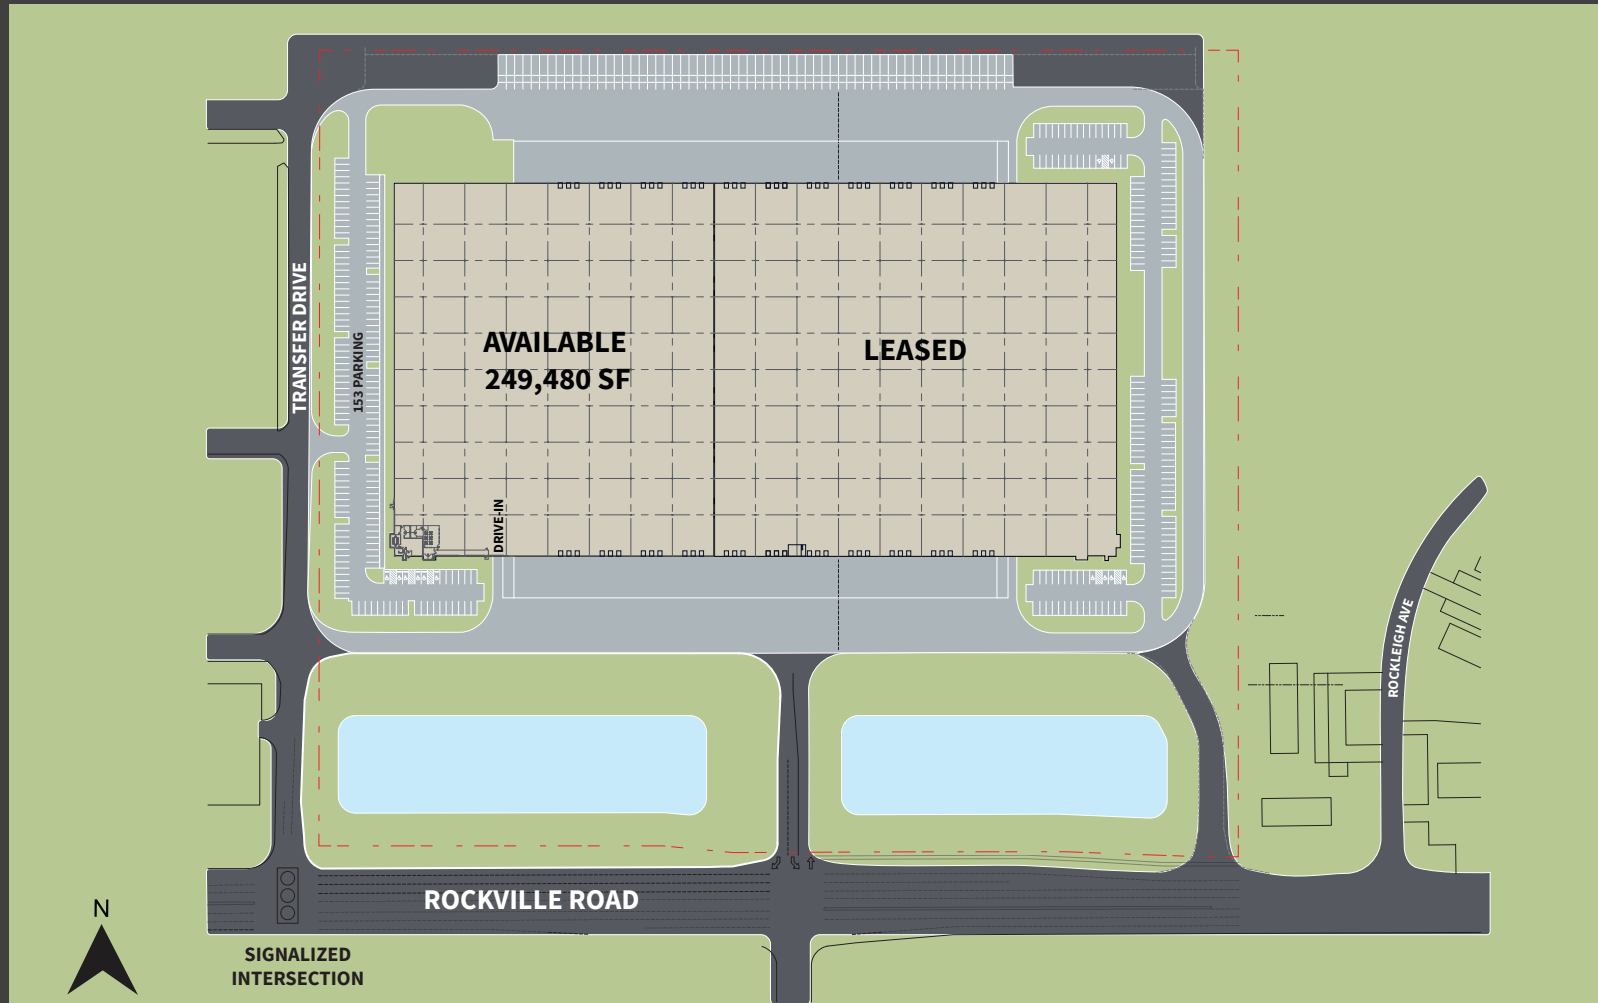 TRANSFER DRIVE
153 PARKING
AVAILABLE
249,480 SF
LEASED
DRIVE-IN
ROCKLEIGH AVE
ROCKVILLE ROAD
N
SIGNALIZED
INTERSECTION